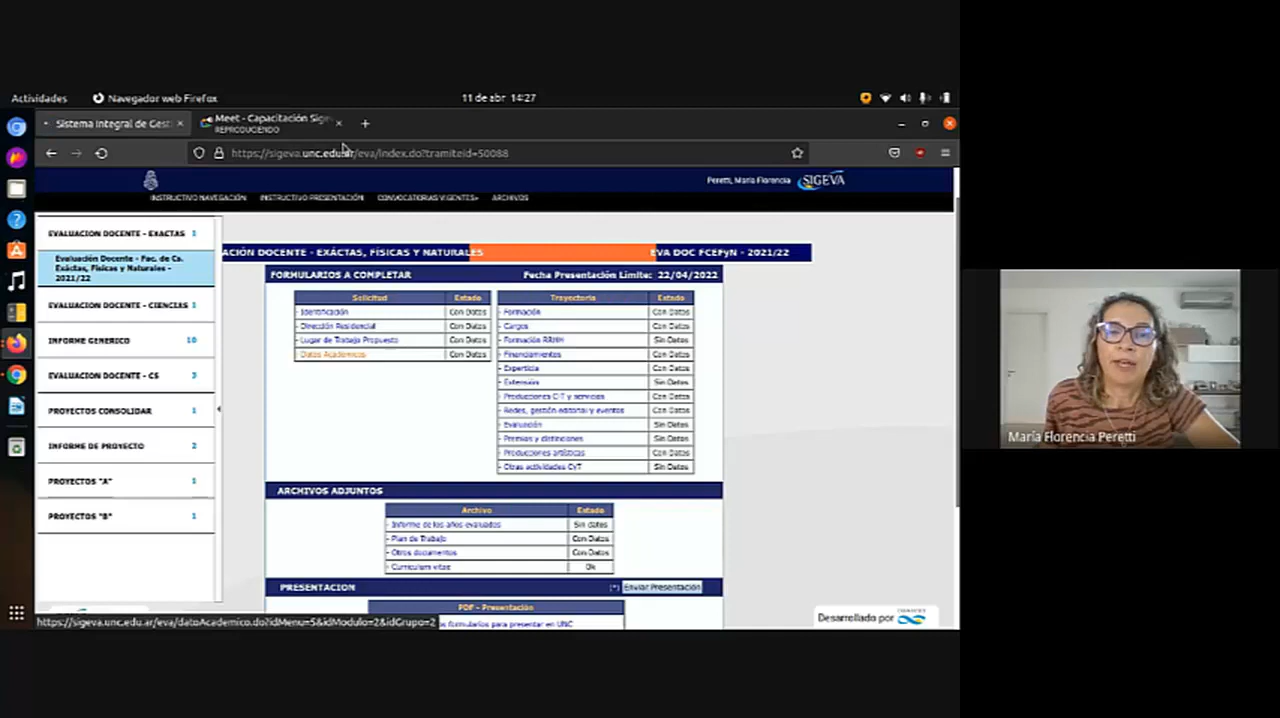 Actividades
Navegador web Firefox
11 de abr 14:27
Sistema Integral de Gest
Meet - Capacitación Sig
REPRODUCIENDO
https://sigeva.unc.edu.ar/eva/index.do?tramiteid=50088
Peretti, María Florencia
SIGEVA
INSTRUCTIVO NAVEGACIÓN
INSTRUCTIVO PRESENTACIÓN
CONVOCATORIAS VIGENTES
ARCHIVOS
EVALUACION DOCENTE - EXACTAS 1
Evaluación Docente - Fac. de Cs.
Exáctas, Físicas y Naturales -
2021/22
EVALUACION DOCENTE - CIENCIAS 1
INFORME GENERICO 10
EVALUACION DOCENTE - CS 3
PROYECTOS CONSOLIDAR 1
INFORME DE PROYECTO 2
PROYECTOS "A" 1
PROYECTOS "B" 1
ACIÓN DOCENTE - EXÁCTAS, FÍSICAS Y NATURALES
EVA DOC FCEFyN - 2021/22
FORMULARIOS A COMPLETAR
Fecha Presentación Límite: 22/04/2022
Solicitud Estado
- Identificación Con Datos
- Dirección Residencial Con Datos
- Lugar de Trabajo Propuesto Con Datos
- Datos Academicos Con Datos
Trayectoria Estado
- Formación Con Datos
- Cargos Con Datos
- Formación RRHH Sin Datos
- Financiamientos Con Datos
- Experticia Con Datos
- Extensión Sin Datos
- Producciones C-T y servicios Con Datos
- Redes, gestión editorial y eventos Con Datos
- Evaluación Sin Datos
- Premios y distinciones Sin Datos
- Producciones artísticas Con Datos
- Otras actividades CYT Sin Datos
ARCHIVOS ADJUNTOS
Archivo Estado
- Informe de los años evaluados Sin datos
- Plan de Trabajo Con Datos
- Otros documentos Con Datos
- Curriculum vitae Ok
PRESENTACION
(*) Enviar Presentación
PDF - Presentación
s formularios para presentar en UNC
https://sigeva.unc.edu.ar/eva/datoAcademico.do?idMenu=5&idModulo=2&idGrupo=2
Desarrollado por
María Florencia Peretti